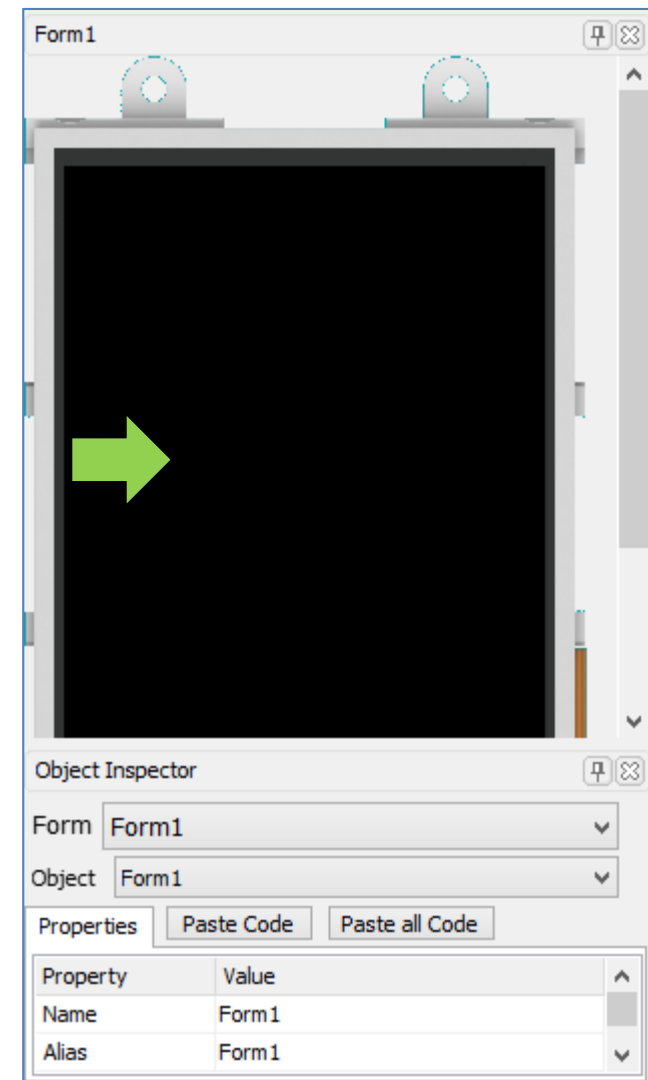 Form1
Object Inspector
Form Form1
Object Form1
Properties Paste Code Paste all Code
Property Value
Name Form1
Alias Form1